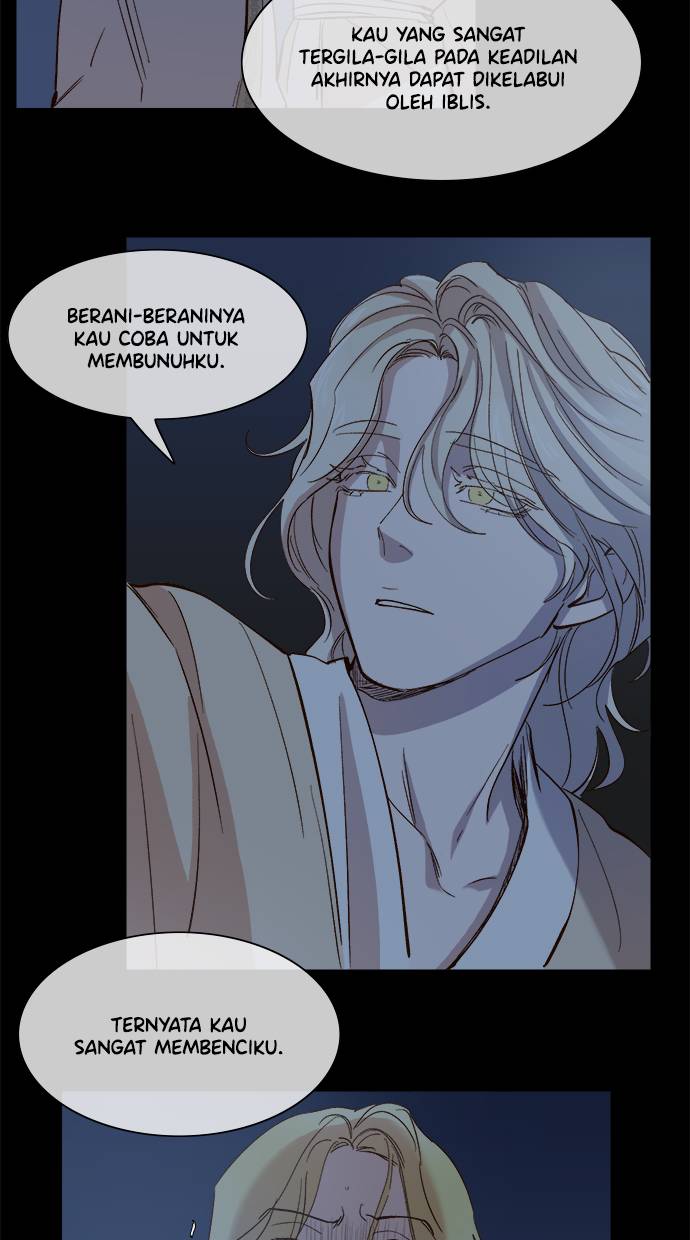 KAU YANG SANGAT
TERGILA-GILA PADA KEADILAN
AKHIRNYA DAPAT DIKELABUI
OLEH IBLIS.
BERANI-BERANINYA
KAU COBA UNTUK
MEMBUNUHKU.
TERNYATA KAU
SANGAT MEMBENCIKU.